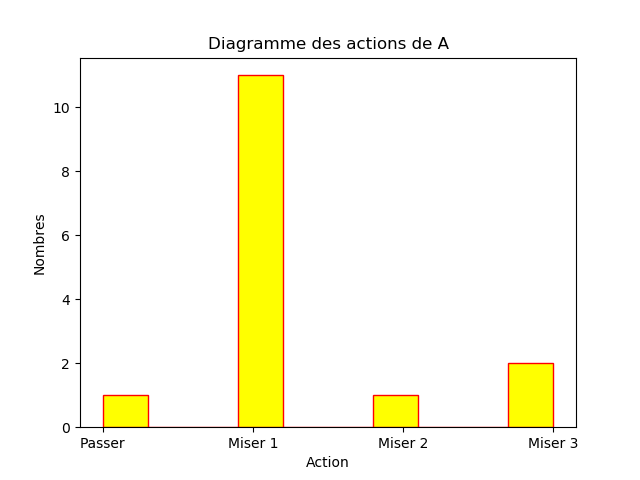 Diagramme des actions de A
Nombres
10
8
6
4
2
0
Passer
Miser 1
Miser 2
Miser 3
Action